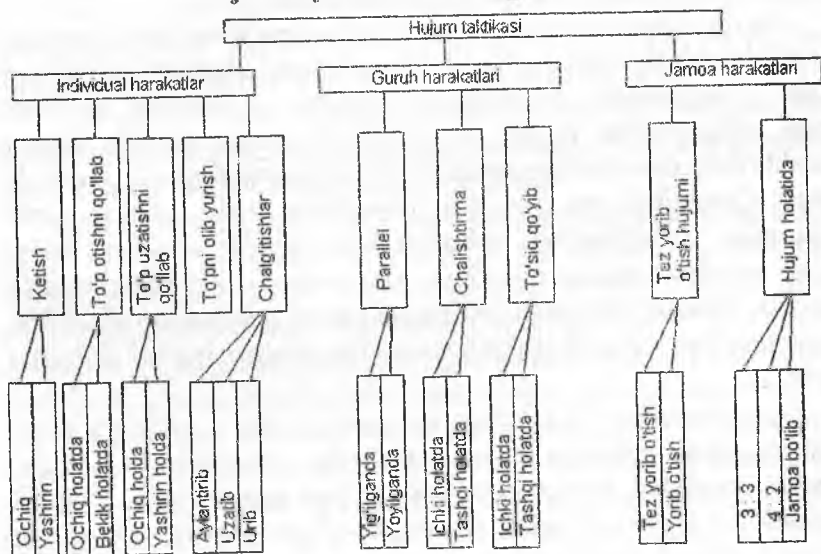 Hujum taktikasi
Individual harakatlar
Guruh harakatlari
Jamoa harakatlari
Ketish
To'p otishni qo'llab
To'p uzatishni
qo'llab
To'pni olib yurish
Chalg'itishlar
Parallel
Chalishtirma
To'siq qo'yib
Tez yorib
o'tish hujumi
Hujum holatida
Ochiq
Yashirin
Ochiq holatda
Bekik holatda
Ochiq holda
Yashirin holda
Aylantirib
Uzatib
Urib
Yig'ilganda
Yoyilganda
Ichki holatda
Tashqi holatda
Ichki holatda
Tashqi holatda
Tez yorib o'tish
Yorib o'tish
3 : 3
4 : 2
Jamoa bo'lib